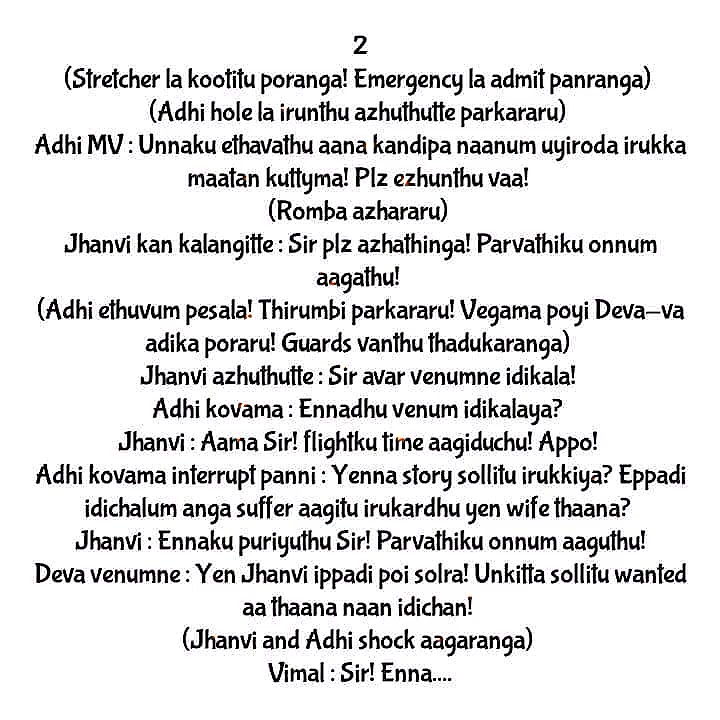 2
(Stretcher la kootitu poranga! Emergency la admit panranga)
(Adhi hole la irunthu azhuthutte parkararu)
Adhi MV : Unnaku ethavathu aana kandipa naanum uyiroda irukka
maatan kuttyma! Plz ezhunthu vaa!
(Romba azhararu)
Jhanvi kan kalangitte : Sir plz azhathinga! Parvathiku onnum
aagathu!
(Adhi ethuvum pesala! Thirumbi parkararu! Vegama poyi Deva-va
adika poraru! Guards vanthu thadukaranga)
Jhanvi azhuthutte : Sir avar venumne idikala!
Adhi kovama : Ennadhu venum idikalaya?
Jhanvi : Aama Sir! flightku time aagiduchu! Appo!
Adhi kovama interrupt panni : Yenna story sollitu irukkiya? Eppadi
idichalum anga suffer aagitu irukardhu yen wife thaana?
Jhanvi : Ennaku puriyuthu Sir! Parvathiku onnum aaguthu!
Deva venumne : Yen Jhanvi ippadi poi solra! Unkitta sollitu wanted
aa thaana naan idichan!
(Jhanvi and Adhi shock aagaranga)
Vimal : Sir! Enna....